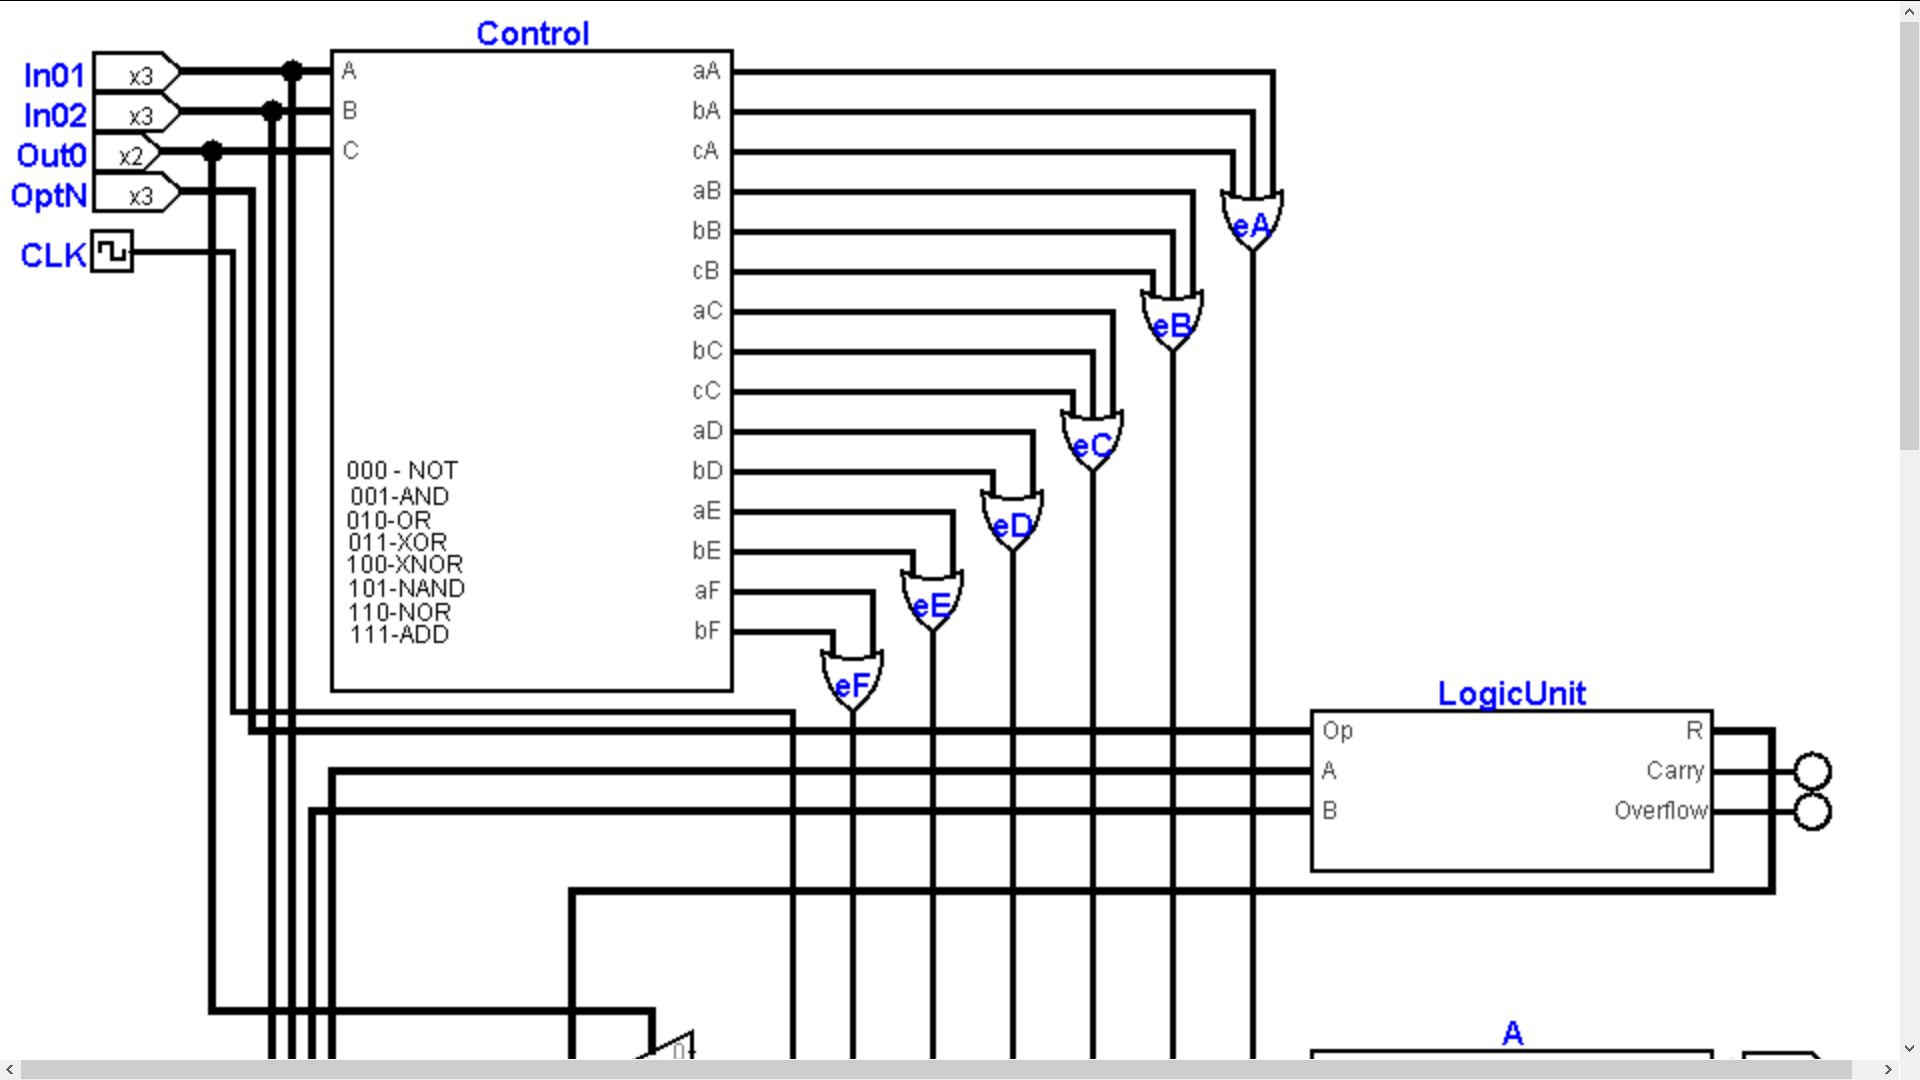 Control
In01 x3 A aA
In02 x3 B bA
Out0 x2 C cA
OptN x3 aB
eA
bB
CLK
cB
aC
eB
bC
cC
eC
aD
000 - NOT bD
001-AND
010-OR aE
eD
011-XOR bE
100-XNOR
101-NAND aF
eE
110-NOR
111-ADD bF
eF
LogicUnit
Op R
A Carry
B Overflow
A
0